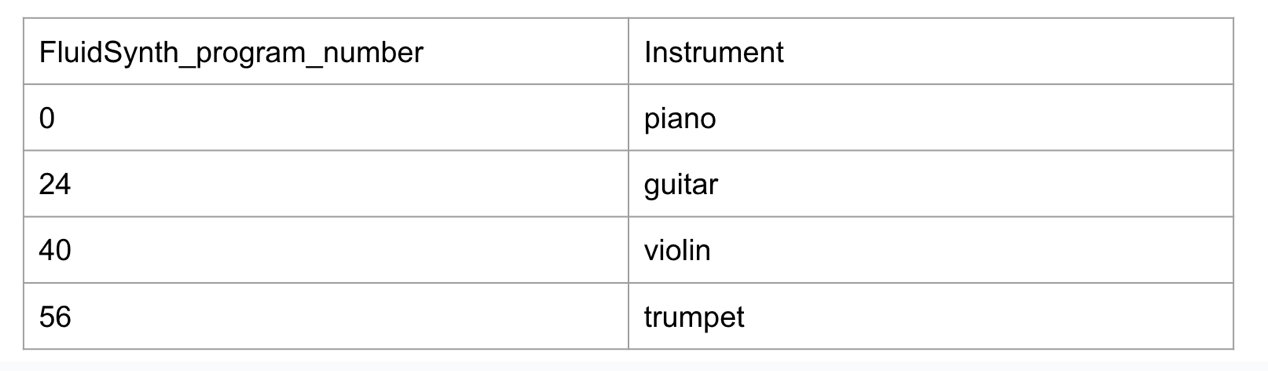 FluidSynth_program_number Instrument
0 piano
24 guitar
40 violin
56 trumpet